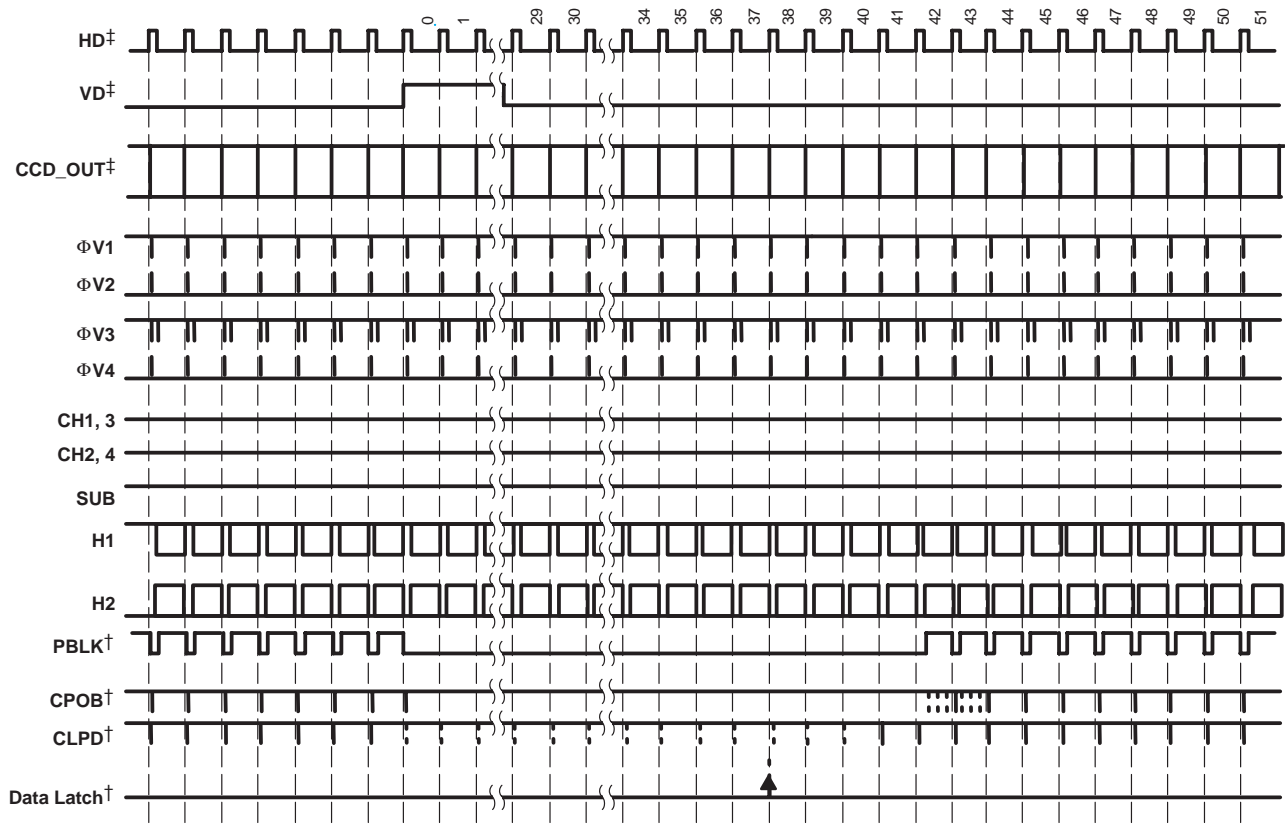 0 1 29 30 34 35 36 37 38 39 40 41 42 43 44 45 46 47 48 49 50 51
HD‡
VD‡
CCD_OUT‡
ΦV1
ΦV2
ΦV3
ΦV4
CH1, 3
CH2, 4
SUB
H1
H2
PBLK†
CPOB†
CLPD†
Data Latch†